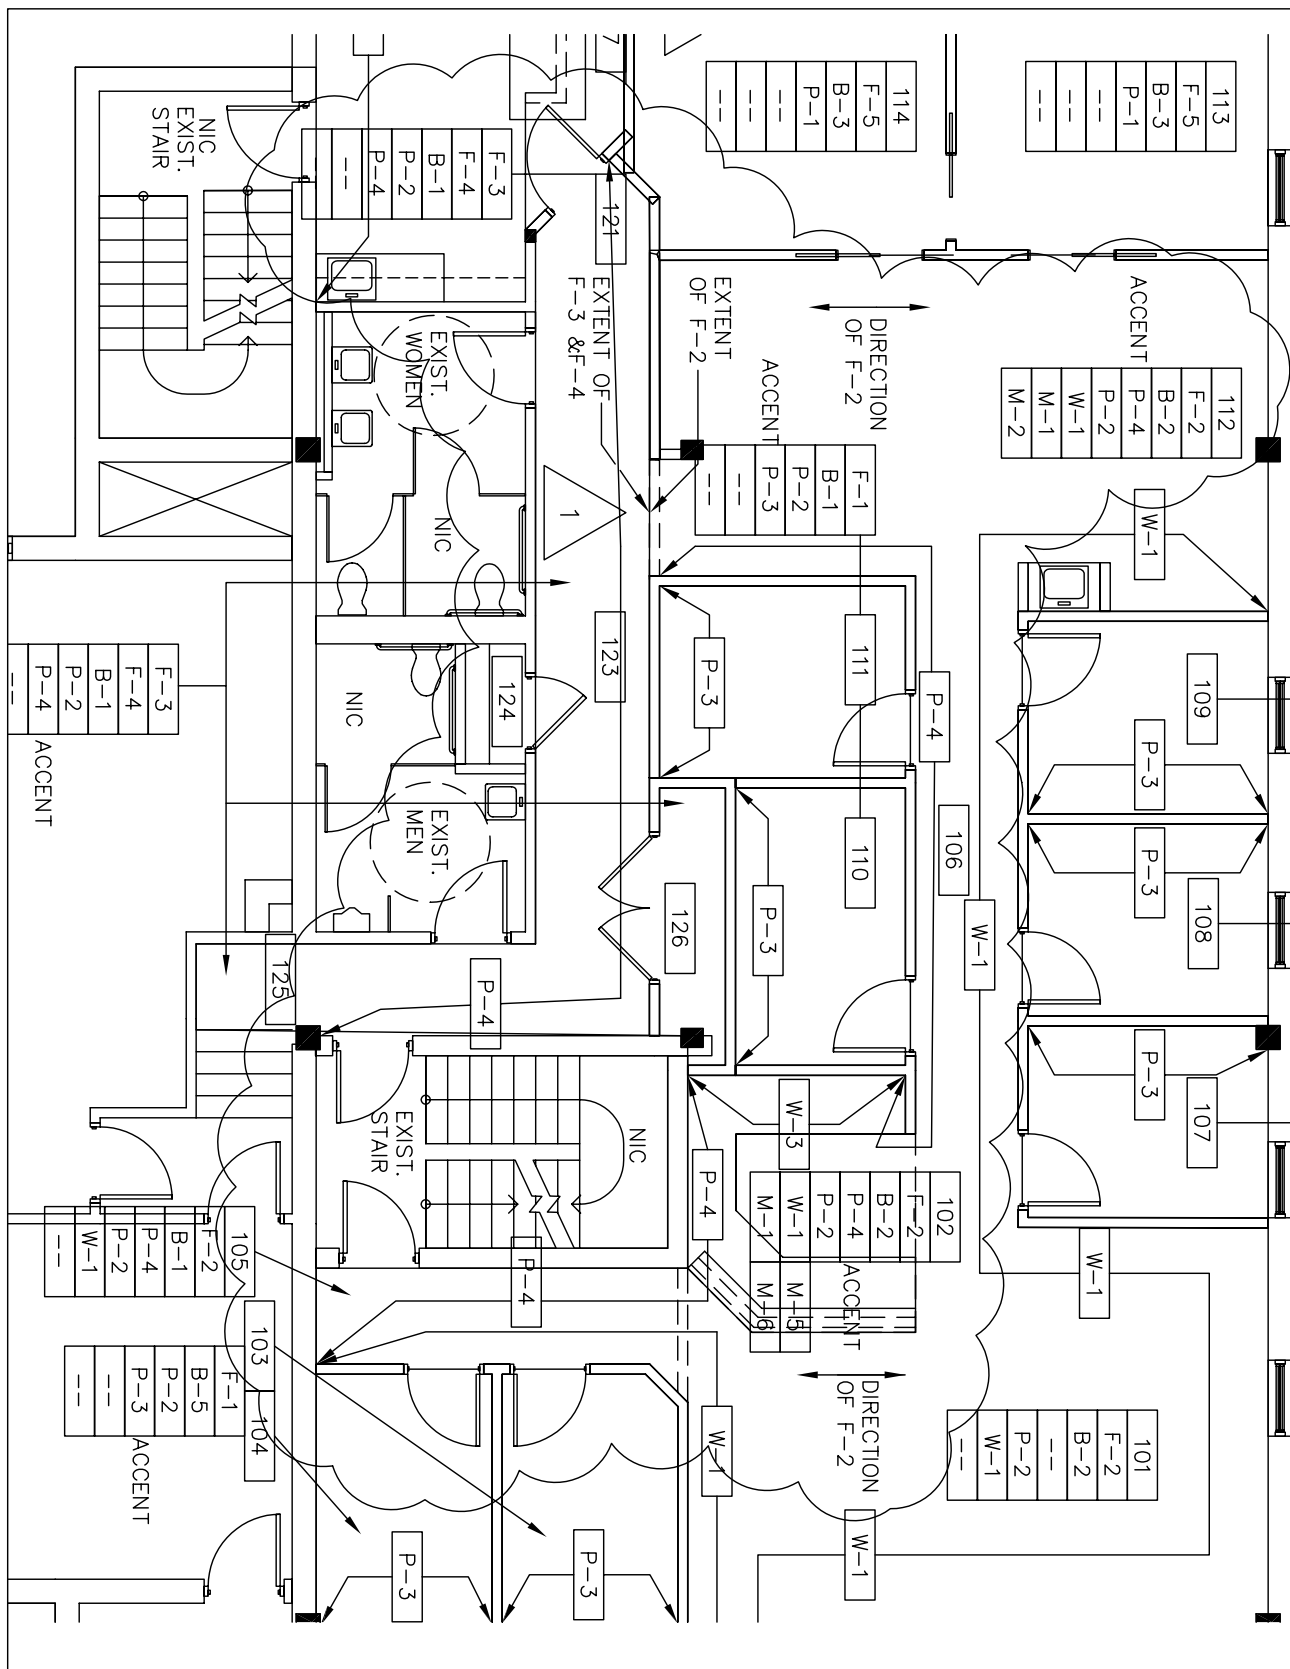 113
F-5
B-3
P-1
--
--
--
114
F-5
B-3
P-1
--
--
--
ACCENT
112
F-2
B-2
P-4
P-2
W-1
M-1
M-2
DIRECTION
OF F-2
W-1
109
P-3
P-3
108
P-3
107
W-1
W-1
101
F-2
B-2
--
P-2
W-1
--
EXTENT
OF F-2
ACCENT
F-1
B-1
P-2
P-3
--
--
P-4
106
111
P-3
110
P-3
W-3
102
F-2
B-2
P-4
P-2
W-1
M-1
ACCENT
M-5
M-6
DIRECTION
OF F-2
W-1
W-1
121
EXTENT OF
F-3 &F-4
1
123
126
P-4
F-3
F-4
B-1
P-2
P-4
--
EXIST.
WOMEN
NIC
124
NIC
EXIST.
MEN
P-4
NIC
EXIST.
STAIR
P-4
P-3
P-3
NIC
EXIST.
STAIR
125
105
F-2
B-1
P-4
P-2
W-1
--
103
104
F-1
B-5
P-2
P-3
--
--
ACCENT
F-3
F-4
B-1
P-2
P-4
--
ACCENT